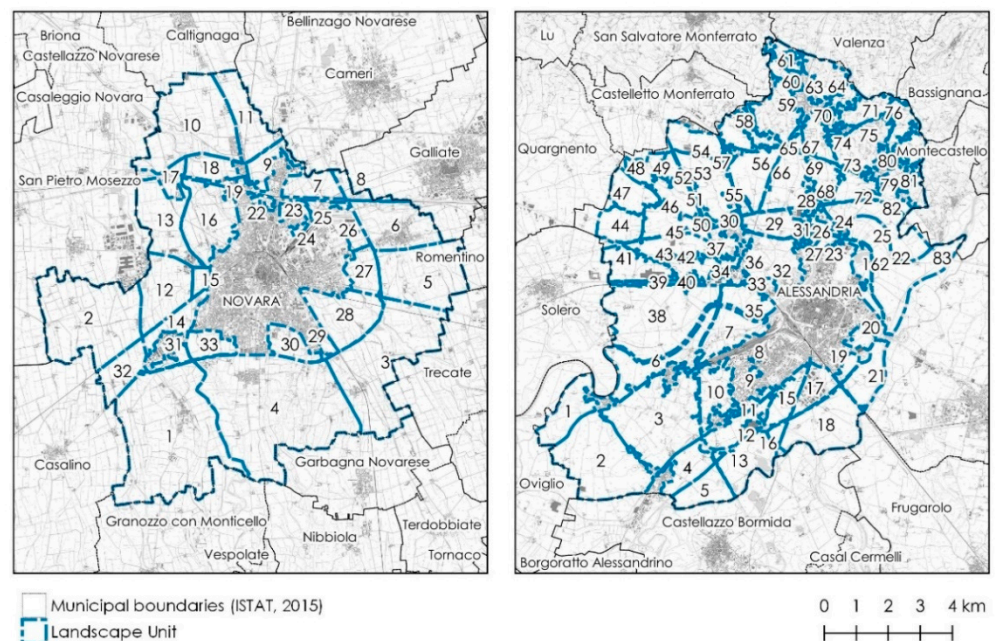 Briona
Caltignaga
Bellinzago Novarese
Castellazzo Novarese
Cameri
Casaleggio Novara
10
11
Galliate
17
18
9
8
San Pietro Mosezzo
19
7
13
16
22
23
25
6
24
26
Romentino
27
5
12
15
NOVARA
2
28
14
31
33
30
29
32
3
Trecate
4
1
Casalino
Garbagna Novarese
Granozzo con Monticello
Terdobbiate
Nibbiola
Vespolate
Tornaco
Lu
San Salvatore Monferrato
Valenza
61
60
63 64
Castelletto Monferrato
Bassignana
59
71 76
58
70
75
Quargnento
54
65 67
74
Montecastello
48 49
57
56
73
80
52 53
66
69
47
79 81
51
55
68
72
46
28
82
44
50 30
29
24
45
31 26
25
41
43 42
37
36
27 23
22
83
34
32
162
39 40
33
ALESSANDRIA
Solero
38
35
7
20
6
8
19
9
21
1
10
17
3
15
11
18
12 16
2
4
13
5
Oviglio
Frugarolo
Castellazzo Bormida
Borgoratto Alessandrino
Casal Cermelli
Municipal boundaries (ISTAT, 2015)
Landscape Unit
0 1 2 3 4 km